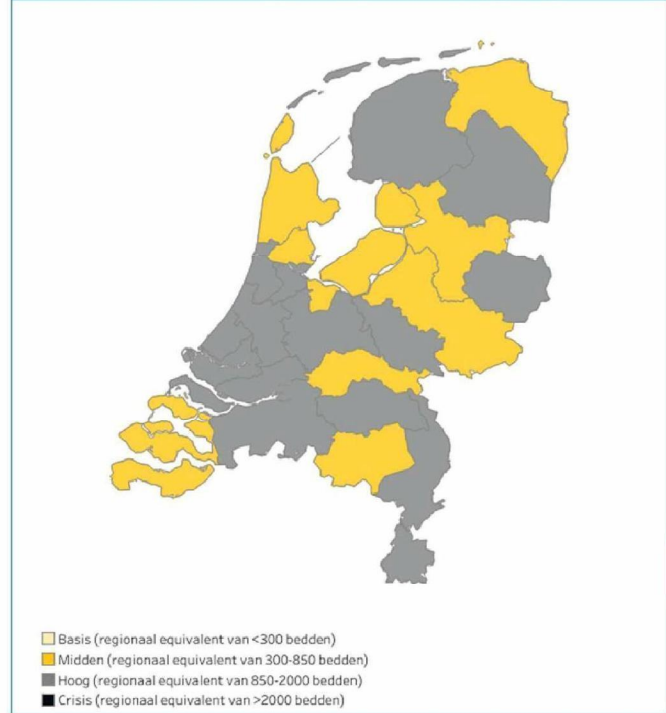 Basis (regionaal equivalent van <300 bedden)
Midden (regionaal equivalent van 300-850 bedden)
Hoog (regionaal equivalent van 850-2000 bedden)
Crisis (regionaal equivalent van >2000 bedden)